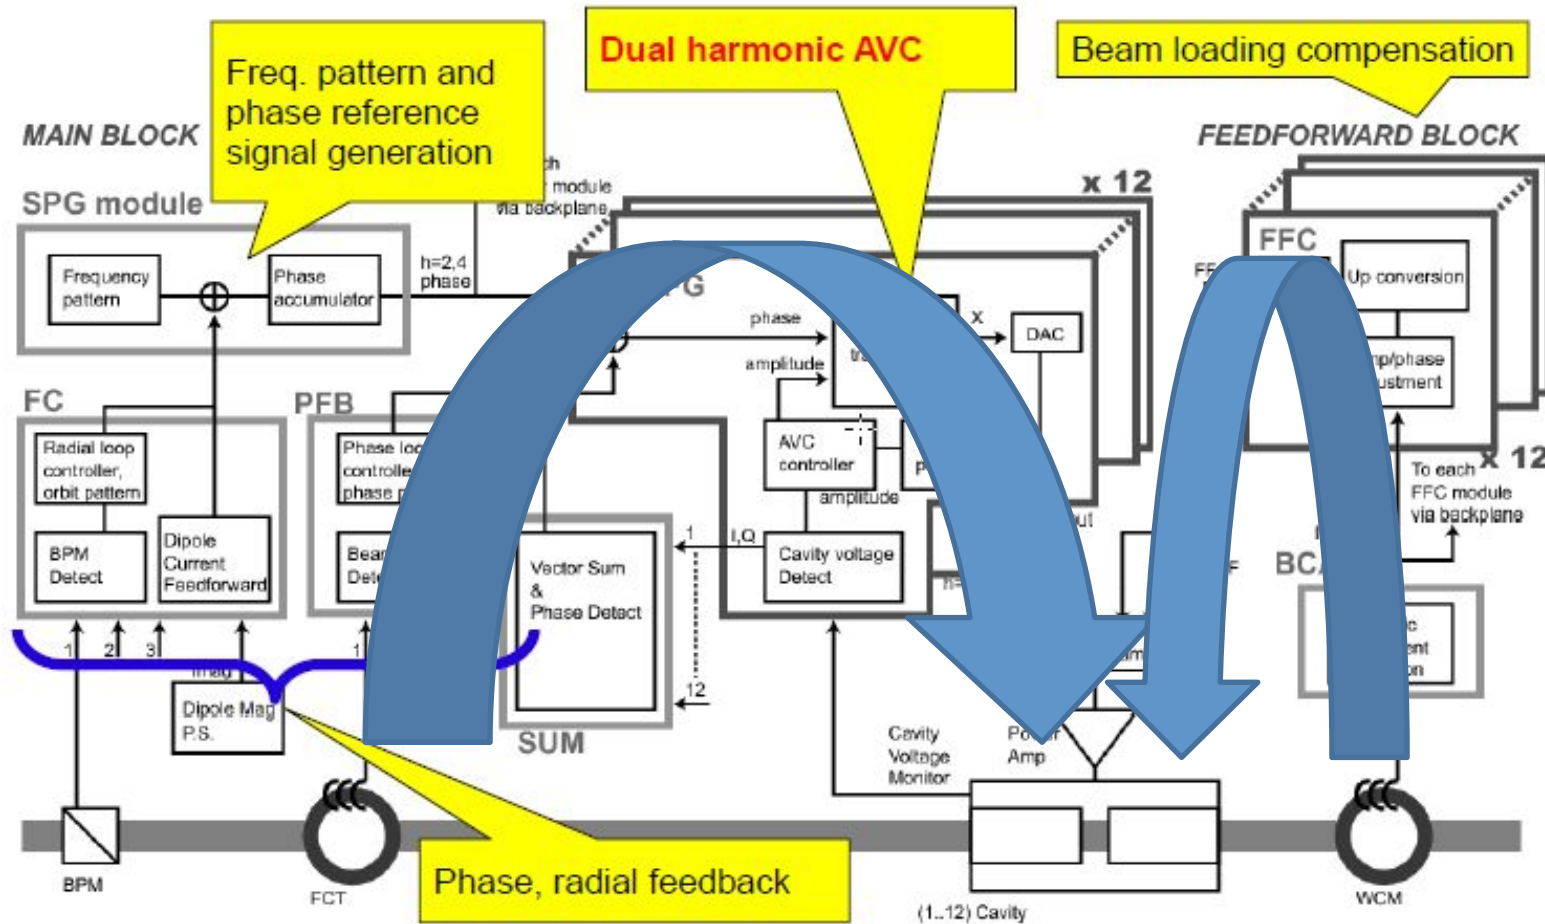 Freq. pattern and
phase reference
signal generation
Dual harmonic AVC
Beam loading compensation
MAIN BLOCK
FEEDFORWARD BLOCK
module
via backplane
x 12
SPG module
Frequency
pattern
Phase
accumulator
h=2,4
phase
phase
amplitude
X
DAC
FFC
Up conversion
FC
Radial loop
controller,
orbit pattern
BPM
Detect
Dipole
Current
Feedforward
PFB
Phase
phase
AVC
controller
amplitude
Cavity voltage
Detect
I,Q
1
12
Vector Sum
&
Phase Detect
SUM
x 12
To each
FFC module
via backplane
1
2
3
1
Dipole Mag
P.S.
Cavity
Voltage
Monitor
Amp
Phase, radial feedback
BPM
FCT
(1...12) Cavity
WCM